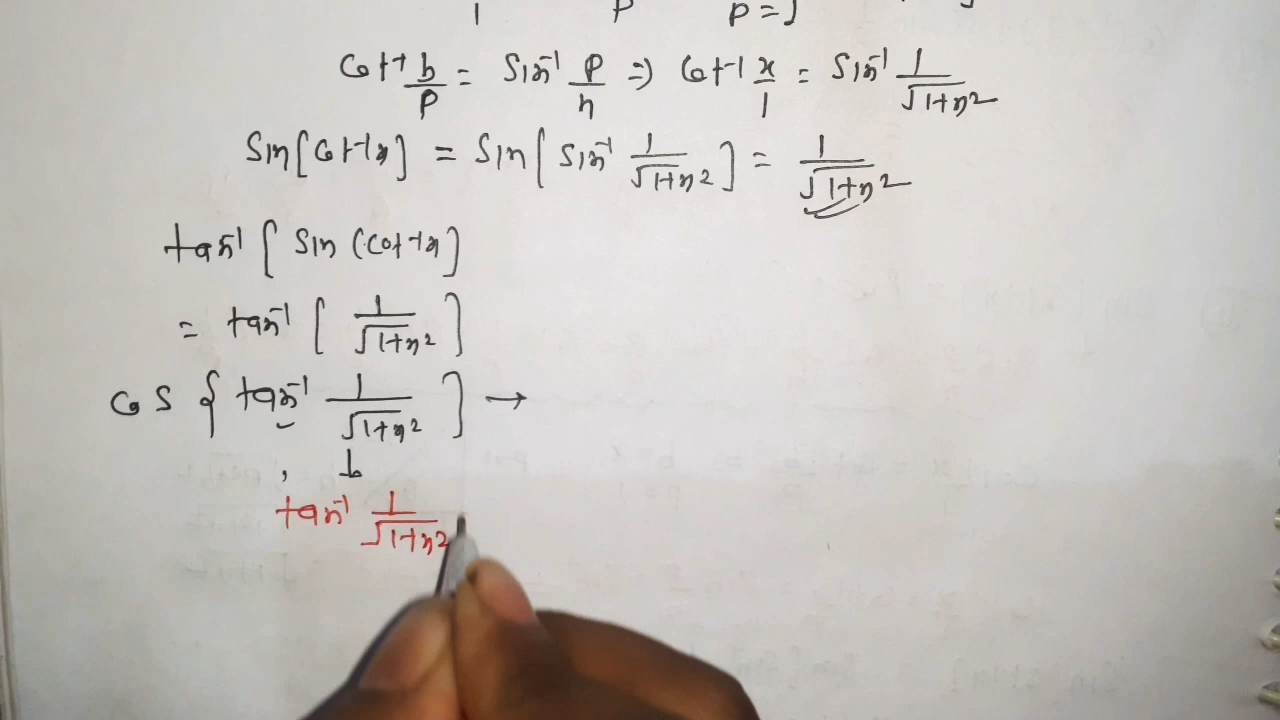 1 p p = 1
Cot⁻¹ b/p = Sin⁻¹ p/h ⇒ Cot⁻¹ x/1 = Sin⁻¹ 1/√1+x²
Sin[Cot⁻¹x] = Sin[Sin⁻¹ 1/√1+x²] = 1/√1+x²
tan⁻¹[Sin(Cot⁻¹x]
= tan⁻¹[1/√1+x²]
Cos{tan⁻¹ 1/√1+x²] →
, b
tan⁻¹ 1/√1+x²